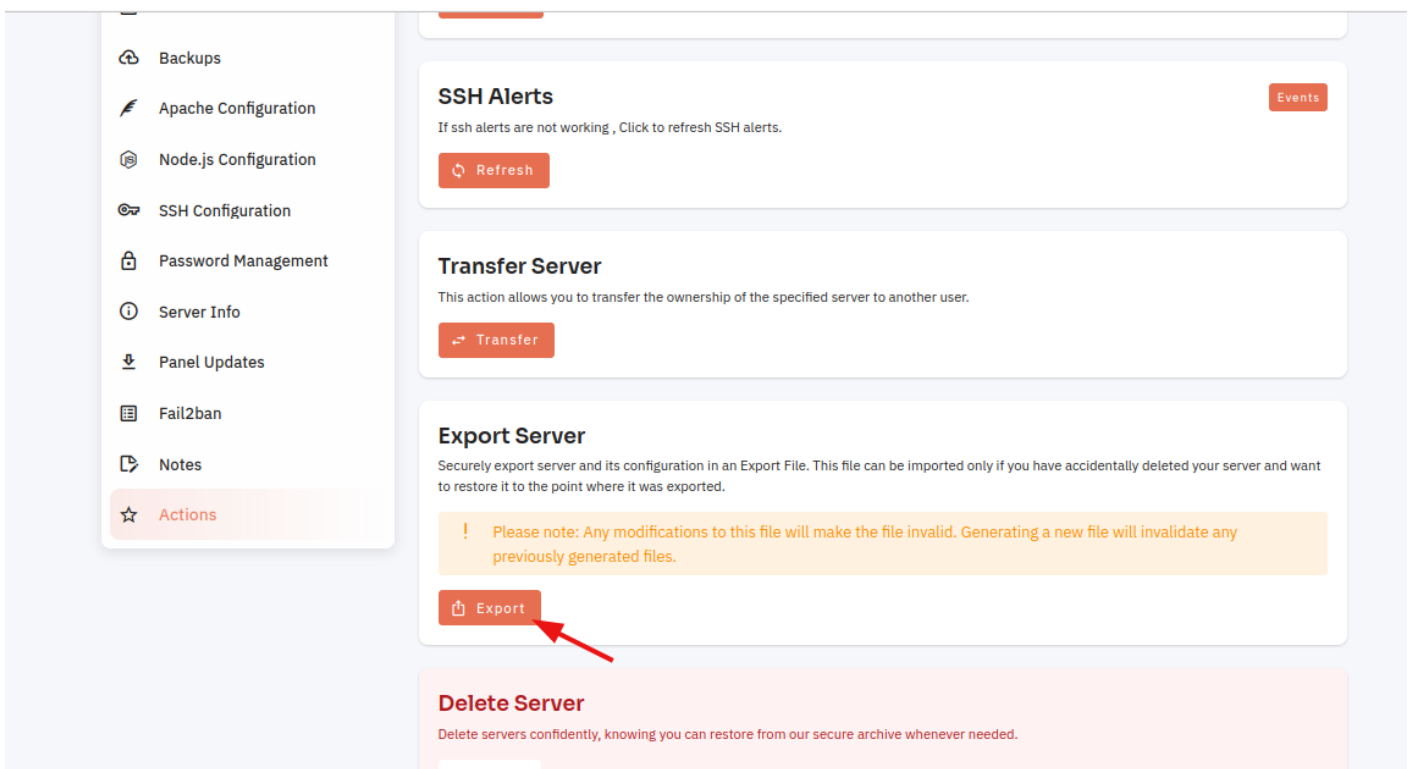 Backups
Apache Configuration
Node.js Configuration
SSH Configuration
Password Management
Server Info
Panel Updates
Fail2ban
Notes
Actions
SSH Alerts
Events
If ssh alerts are not working , Click to refresh SSH alerts.
Refresh
Transfer Server
This action allows you to transfer the ownership of the specified server to another user.
Transfer
Export Server
Securely export server and its configuration in an Export File. This file can be imported only if you have accidentally deleted your server and want
to restore it to the point where it was exported.
! Please note: Any modifications to this file will make the file invalid. Generating a new file will invalidate any
previously generated files.
Export
Delete Server
Delete servers confidently, knowing you can restore from our secure archive whenever needed.